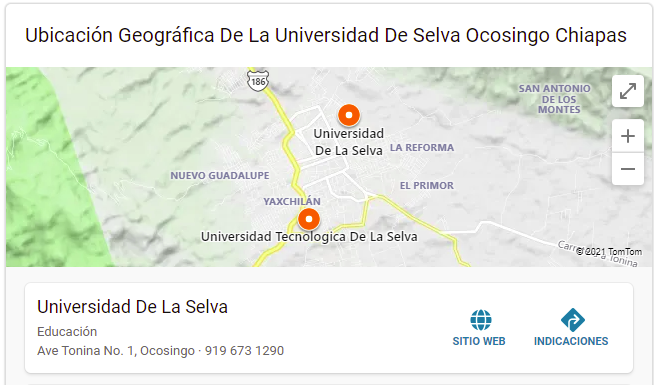 Ubicación Geográfica De La Universidad De Selva Ocosingo Chiapas
186
SAN ANTONIO
DE LOS
MONTES
Universidad
De La Selva
LA REFORMA
NUEVO GUADALUPE
EL PRIMOR
YAXCHILÁN
Universidad Tecnologica De La Selva
Carretera a Tonina
© 2021 TomTom
Universidad De La Selva
Educación
Ave Tonina No. 1, Ocosingo · 919 673 1290
SITIO WEB
INDICACIONES